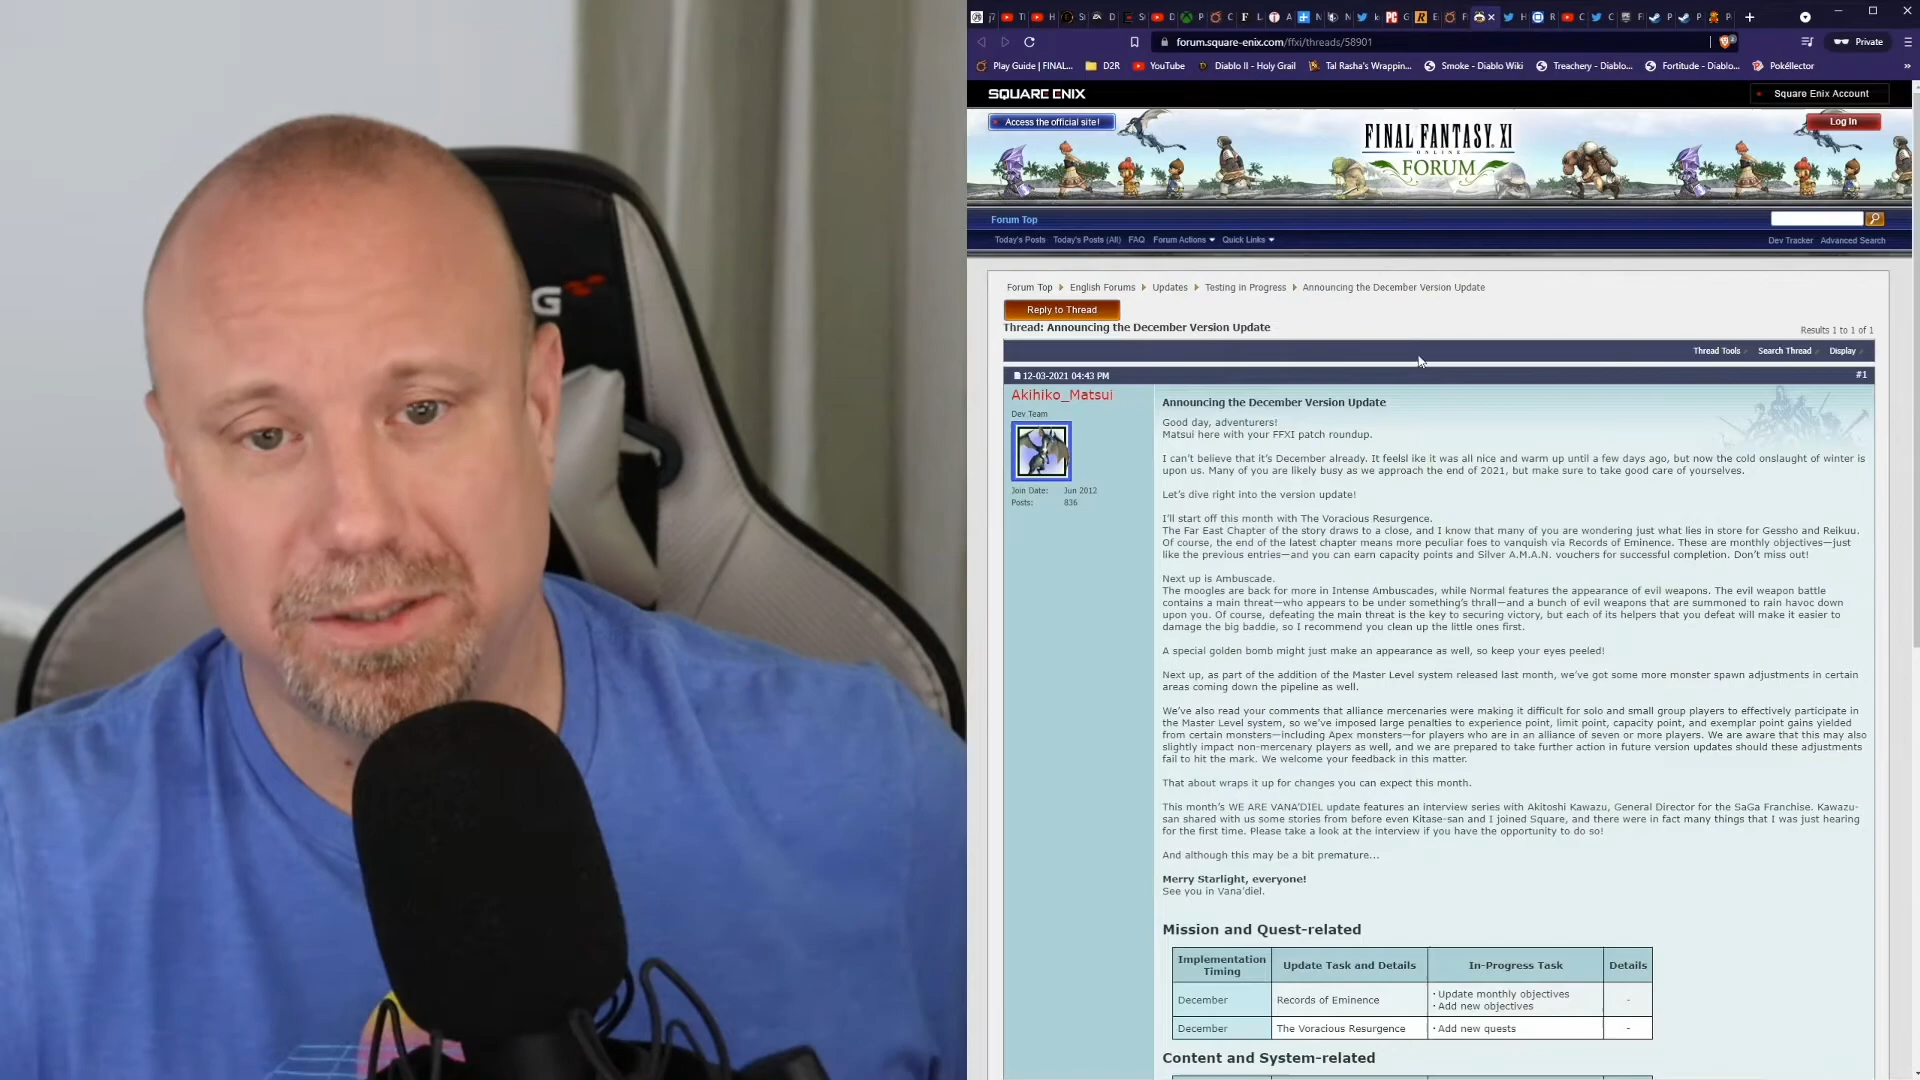 forum.square-enix.com/ffxi/threads/58901
Private
Play Guide | FINAL... D2R YouTube Diablo II - Holy Grail Tal Rasha's Wrappin... Smoke - Diablo Wiki Treachery - Diablo... Fortitude - Diablo... Pokéllector »
SQUARE ENIX
Square Enix Account
Access the official site!
Log In
FINAL FANTASY XI
ONLINE
FORUM
Forum Top
Today's Posts Today's Posts (All) FAQ Forum Actions Quick Links
Dev Tracker Advanced Search
Forum Top English Forums Updates Testing in Progress Announcing the December Version Update
Reply to Thread
Thread: Announcing the December Version Update
Results 1 to 1 of 1
Thread Tools Search Thread Display
12-03-2021 04:43 PM #1
Akihiko_Matsui
Dev Team
Join Date: Jun 2012
Posts: 836
Announcing the December Version Update
Good day, adventurers!
Matsui here with your FFXI patch roundup.
I can't believe that it's December already. It feelsl ike it was all nice and warm up until a few days ago, but now the cold onslaught of winter is
upon us. Many of you are likely busy as we approach the end of 2021, but make sure to take good care of yourselves.
Let's dive right into the version update!
I'll start off this month with The Voracious Resurgence.
The Far East Chapter of the story draws to a close, and I know that many of you are wondering just what lies in store for Gessho and Reikuu.
Of course, the end of the latest chapter means more peculiar foes to vanquish via Records of Eminence. These are monthly objectives—just
like the previous entries—and you can earn capacity points and Silver A.M.A.N. vouchers for successful completion. Don't miss out!
Next up is Ambuscade.
The moogles are back for more in Intense Ambuscades, while Normal features the appearance of evil weapons. The evil weapon battle
contains a main threat—who appears to be under something's thrall—and a bunch of evil weapons that are summoned to rain havoc down
upon you. Of course, defeating the main threat is the key to securing victory, but each of its helpers that you defeat will make it easier to
damage the big baddie, so I recommend you clean up the little ones first.
A special golden bomb might just make an appearance as well, so keep your eyes peeled!
Next up, as part of the addition of the Master Level system released last month, we've got some more monster spawn adjustments in certain
areas coming down the pipeline as well.
We've also read your comments that alliance mercenaries were making it difficult for solo and small group players to effectively participate in
the Master Level system, so we've imposed large penalties to experience point, limit point, capacity point, and exemplar point gains yielded
from certain monsters—including Apex monsters—for players who are in an alliance of seven or more players. We are aware that this may also
slightly impact non-mercenary players as well, and we are prepared to take further action in future version updates should these adjustments
fail to hit the mark. We welcome your feedback in this matter.
That about wraps it up for changes you can expect this month.
This month's WE ARE VANA'DIEL update features an interview series with Akitoshi Kawazu, General Director for the SaGa Franchise. Kawazu-
san shared with us some stories from before even Kitase-san and I joined Square, and there were in fact many things that I was just hearing
for the first time. Please take a look at the interview if you have the opportunity to do so!
And although this may be a bit premature...
Merry Starlight, everyone!
See you in Vana'diel.
Mission and Quest-related
Implementation Timing Update Task and Details In-Progress Task Details
December Records of Eminence ・Update monthly objectives
・Add new objectives -
December The Voracious Resurgence ・Add new quests -
Content and System-related